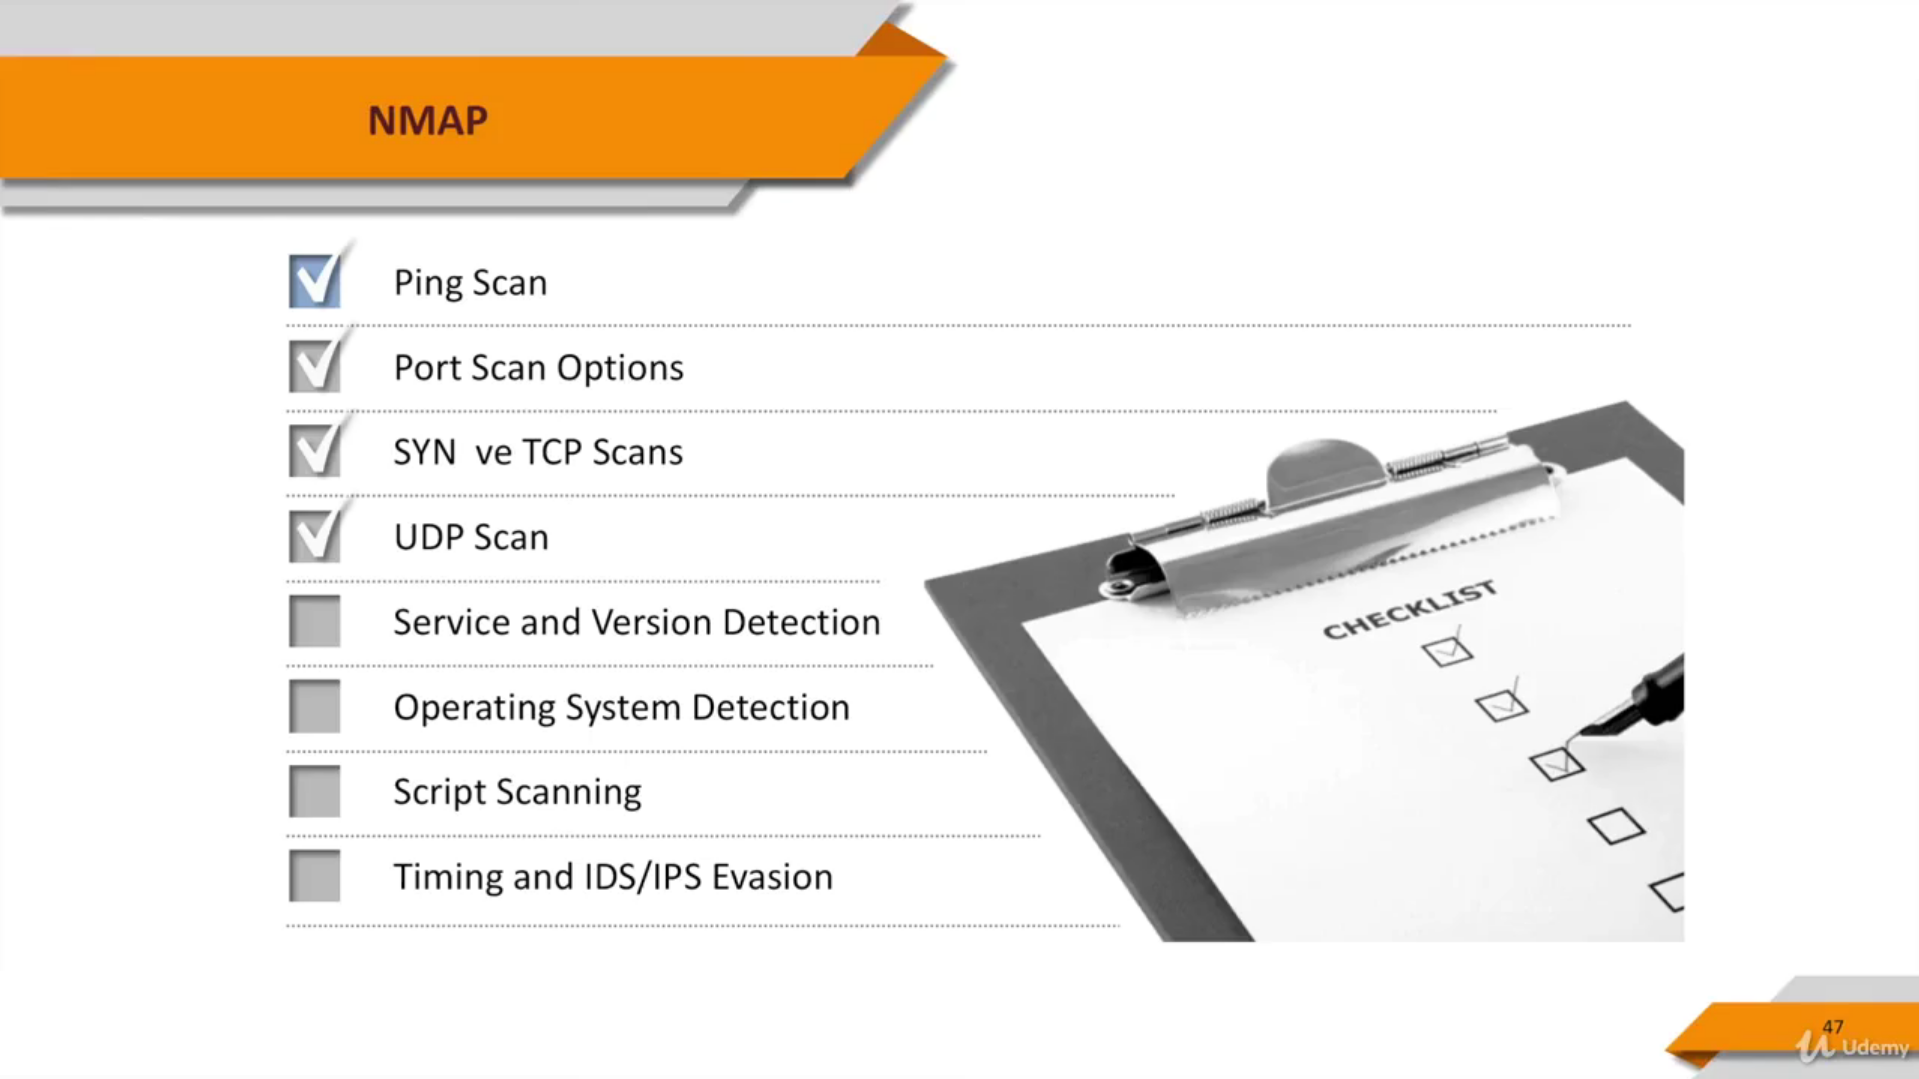 NMAP
Ping Scan
Port Scan Options
SYN  ve TCP Scans
UDP Scan
Service and Version Detection
Operating System Detection
Script Scanning
Timing and IDS/IPS Evasion
CHECKLIST
47
Udemy